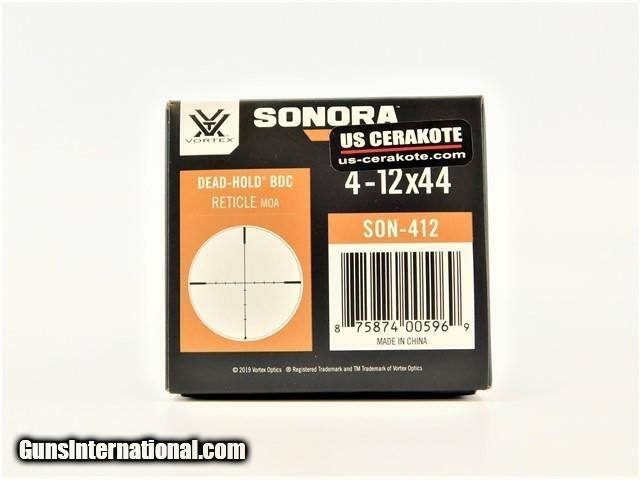 VORTEX
SONORA™
US CERAKOTE
us-cerakote.com
DEAD-HOLD® BDC
RETICLE MOA
4-12x44
SON-412
8 75874 00596 9
MADE IN CHINA
© 2019 Vortex Optics ® Registered Trademark and TM Trademark of Vortex Optics
GunsInternational.com